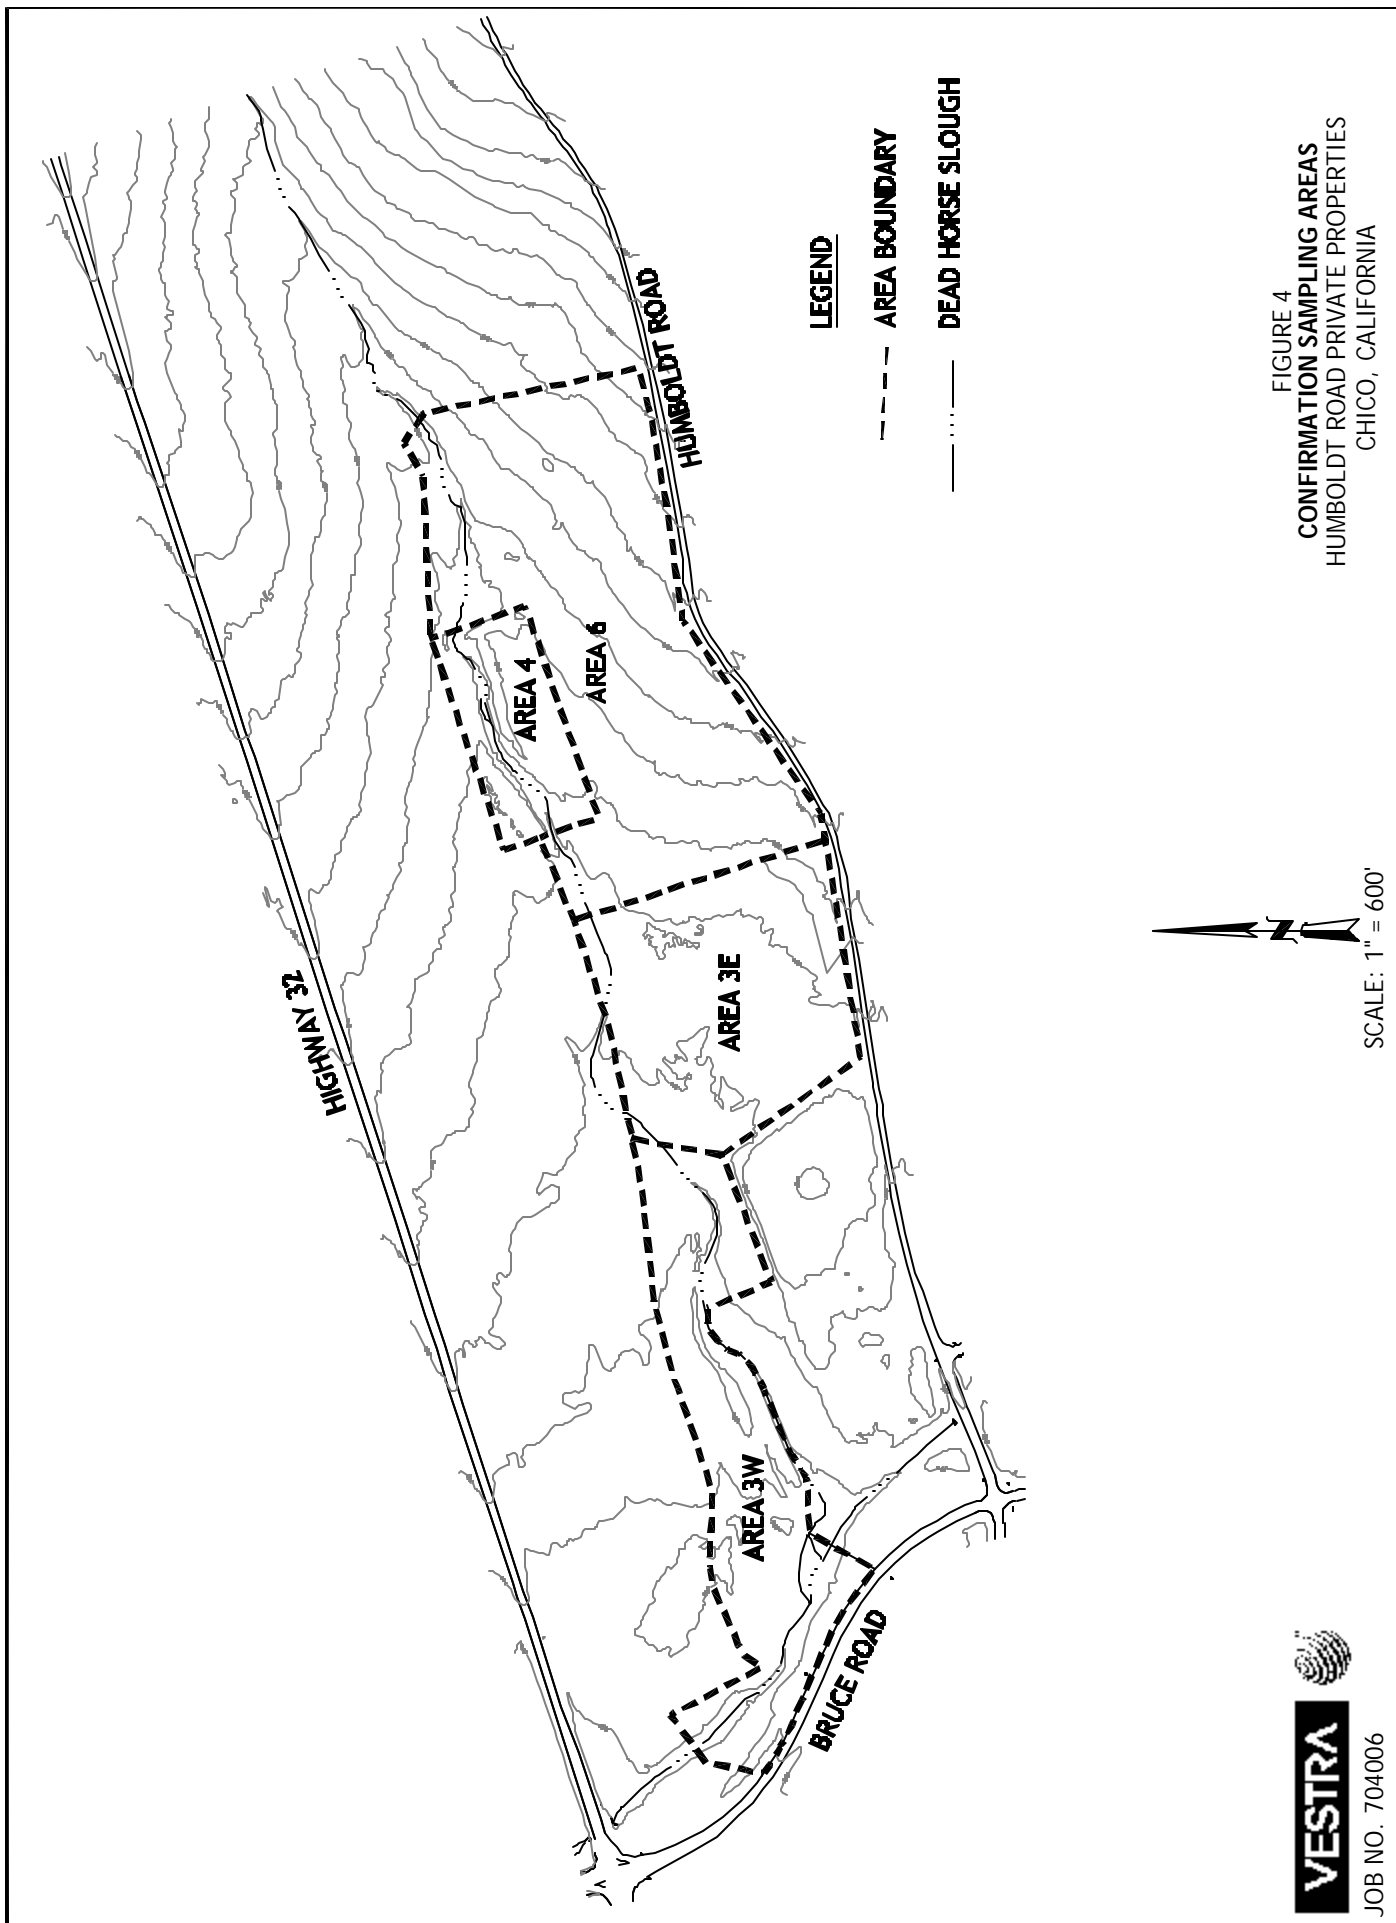 HIGHWAY 32
HUMBOLDT ROAD
AREA 4
AREA 6
AREA 3E
AREA 3W
BRUCE ROAD
LEGEND
AREA BOUNDARY
DEAD HORSE SLOUGH
N
SCALE: 1" = 600'
FIGURE 4
CONFIRMATION SAMPLING AREAS
HUMBOLDT ROAD PRIVATE PROPERTIES
CHICO, CALIFORNIA
VESTRA
JOB NO. 704006